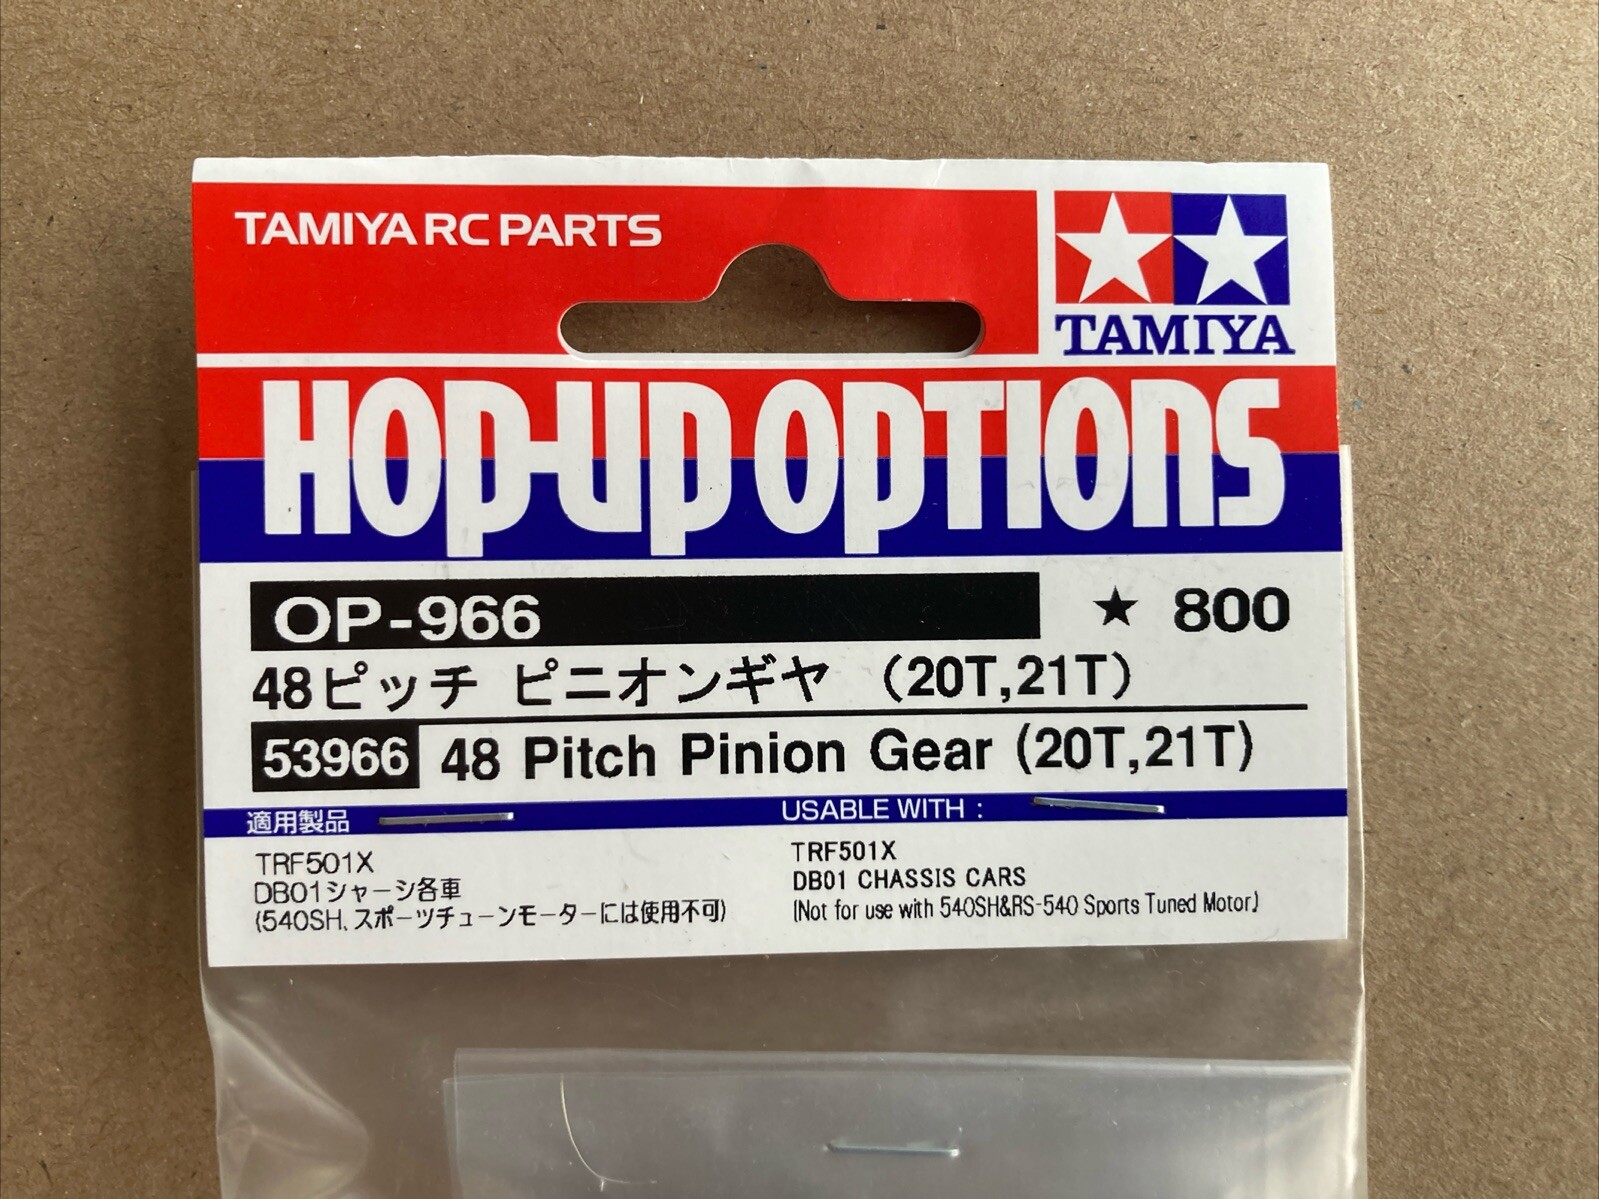 TAMIYA RC PARTS
TAMIYA
HOP-UP OPTIONS
OP-966 ★ 800
48ピッチ ピニオンギヤ (20T,21T)
53966 48 Pitch Pinion Gear (20T,21T)
適用製品
TRF501X
DB01シャーシ各車
(540SH、スポーツチューンモーターには使用不可)
USABLE WITH :
TRF501X
DB01 CHASSIS CARS
(Not for use with 540SH&RS-540 Sports Tuned Motor.)